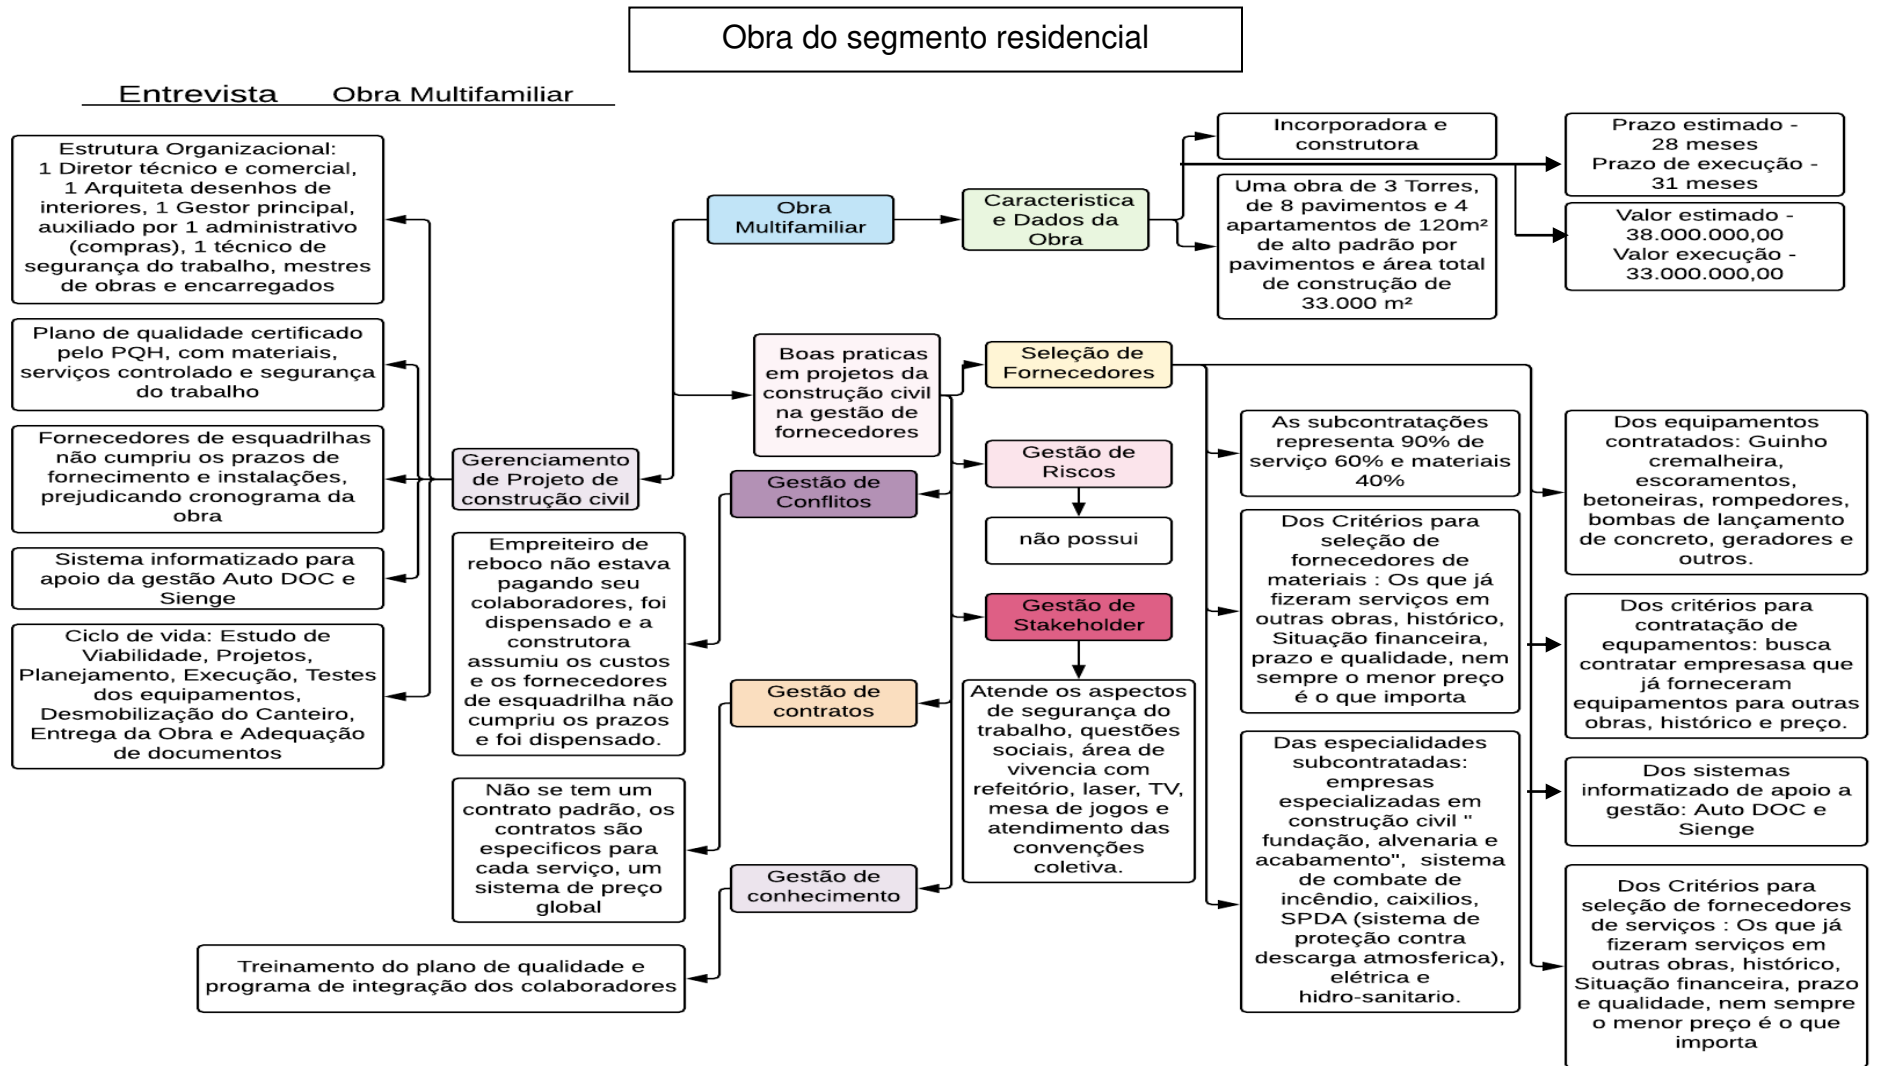 Obra do segmento residencial
Entrevista Obra Multifamiliar
Estrutura Organizacional:
1 Diretor técnico e comercial,
1 Arquiteta desenhos de
interiores, 1 Gestor principal,
auxiliado por 1 administrativo
(compras), 1 técnico de
segurança do trabalho, mestres
de obras e encarregados
Plano de qualidade certificado
pelo PQH, com materiais,
serviços controlado e segurança
do trabalho
Fornecedores de esquadrilhas
não cumpriu os prazos de
fornecimento e instalações,
prejudicando cronograma da
obra
Sistema informatizado para
apoio da gestão Auto DOC e
Sienge
Ciclo de vida: Estudo de
Viabilidade, Projetos,
Planejamento, Execução, Testes
dos equipamentos,
Desmobilização do Canteiro,
Entrega da Obra e Adequação
de documentos
Gerenciamento
de Projeto de
construção civil
Obra
Multifamiliar
Caracteristica
e Dados da
Obra
Incorporadora e
construtora
Uma obra de 3 Torres,
de 8 pavimentos e 4
apartamentos de 120m²
de alto padrão por
pavimentos e área total
de construção de
33.000 m²
Prazo estimado -
28 meses
Prazo de execução -
31 meses
Valor estimado -
38.000.000,00
Valor execução -
33.000.000,00
Boas praticas
em projetos da
construção civil
na gestão de
fornecedores
Gestão de
Conflitos
Empreiteiro de
reboco não estava
pagando seu
colaboradores, foi
dispensado e a
construtora
assumiu os custos
e os fornecedores
de esquadrilha não
cumpriu os prazos
e foi dispensado.
Gestão de
contratos
Não se tem um
contrato padrão, os
contratos são
especificos para
cada serviço, um
sistema de preço
global
Gestão de
conhecimento
Treinamento do plano de qualidade e
programa de integração dos colaboradores
Seleção de
Fornecedores
Gestão de
Riscos
não possui
Gestão de
Stakeholder
Atende os aspectos
de segurança do
trabalho, questões
sociais, área de
vivencia com
refeitório, laser, TV,
mesa de jogos e
atendimento das
convenções
coletiva.
As subcontratações
representa 90% de
serviço 60% e materiais
40%
Dos Critérios para
seleção de
fornecedores de
materiais : Os que já
fizeram serviços em
outras obras, histórico,
Situação financeira,
prazo e qualidade, nem
sempre o menor preço
é o que importa
Das especialidades
subcontratadas:
empresas
especializadas em
construção civil "
fundação, alvenaria e
acabamento", sistema
de combate de
incêndio, caixilios,
SPDA (sistema de
proteção contra
descarga atmosferica),
elétrica e
hidro-sanitario.
Dos equipamentos
contratados: Guinho
cremalheira,
escoramentos,
betoneiras, rompedores,
bombas de lançamento
de concreto, geradores e
outros.
Dos critérios para
contratação de
equpamentos: busca
contratar empresasa que
já forneceram
equipamentos para outras
obras, histórico e preço.
Dos sistemas
informatizado de apoio a
gestão: Auto DOC e
Sienge
Dos Critérios para
seleção de fornecedores
de serviços : Os que já
fizeram serviços em
outras obras, histórico,
Situação financeira, prazo
e qualidade, nem sempre
o menor preço é o que
importa